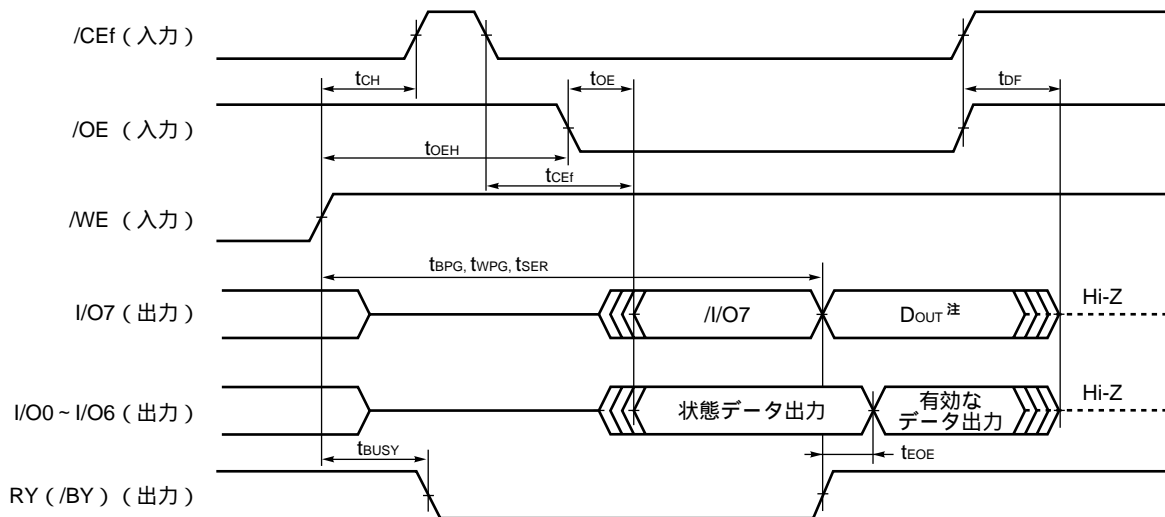 /CEf（入力）
tCH
tOE
tDF
/OE（入力）
tOEH
tCEf
/WE（入力）
tBPG, tWPG, tSER
I/O7（出力）
/I/O7
DOUT 注
Hi-Z
I/O0 ~ I/O6（出力）
状態データ出力
有効な
データ出力
Hi-Z
tBUSY
tEOE
RY（/BY）（出力）